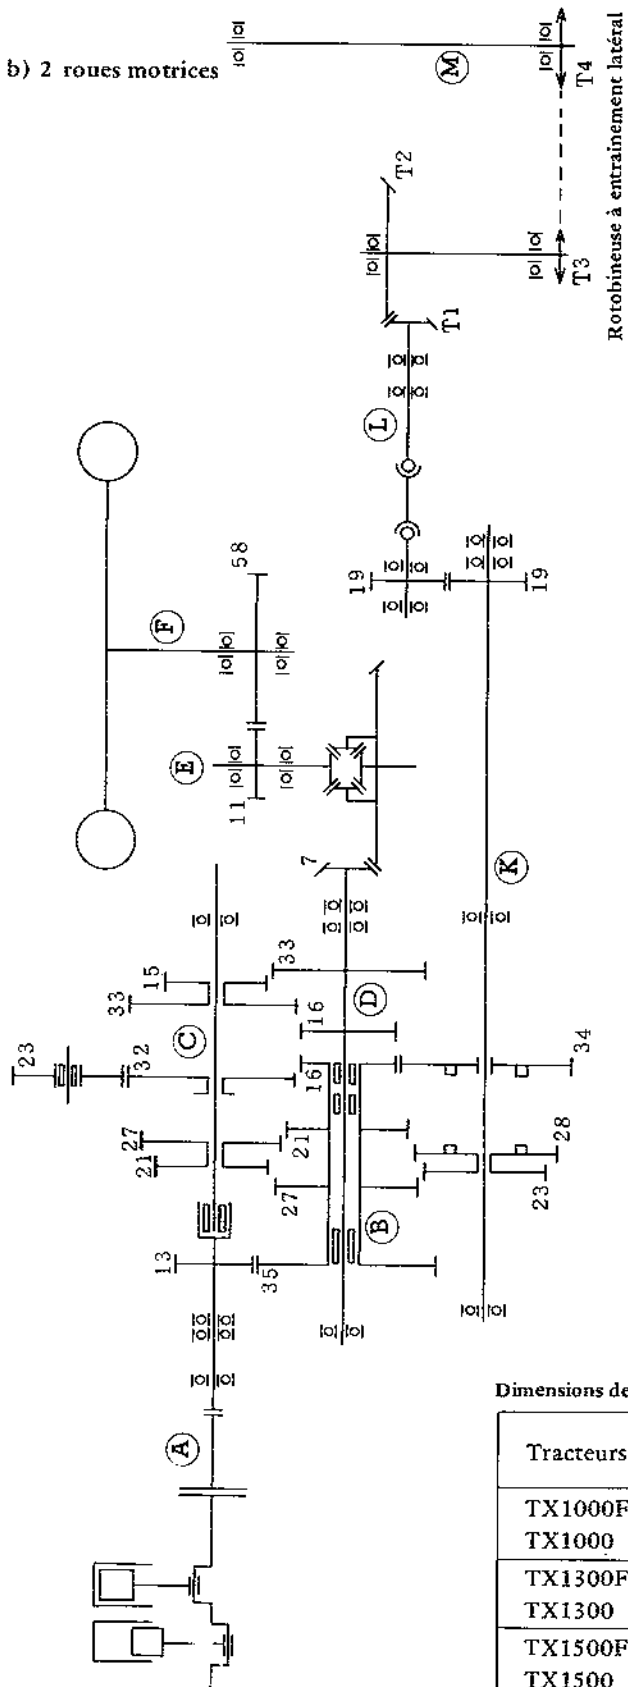 b) 2 roues motrices
M
T4
Rotobineuse à entrainement latéral
T2
T3
T1
L
19
19
58
F
E
11
7
K
33
15
33
D
16
C
23
32
16
34
27
21
21
27
28
23
B
13
35
A
Dimensions de
Tracteurs
TX1000F
TX1000
TX1300F
TX1300
TX1500F
TX1500